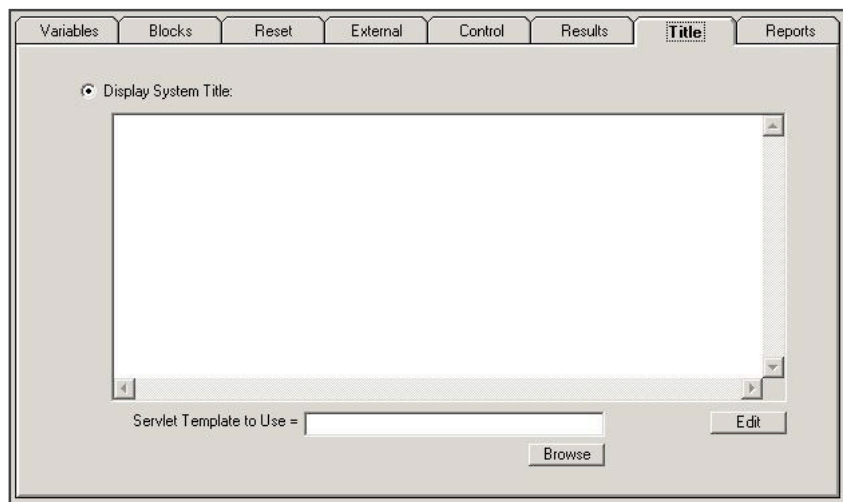 Variables Blocks Reset External Control Results Title Reports
Display System Title:
Servlet Template to Use =
Edit
Browse